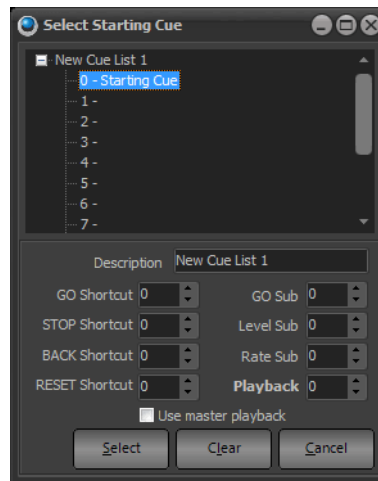 Select Starting Cue
New Cue List 1
0 - Starting Cue
1 -
2 -
3 -
4 -
5 -
6 -
7 -
Description New Cue List 1
GO Shortcut 0 GO Sub 0
STOP Shortcut 0 Level Sub 0
BACK Shortcut 0 Rate Sub 0
RESET Shortcut 0 Playback 0
Use master playback
Select Clear Cancel